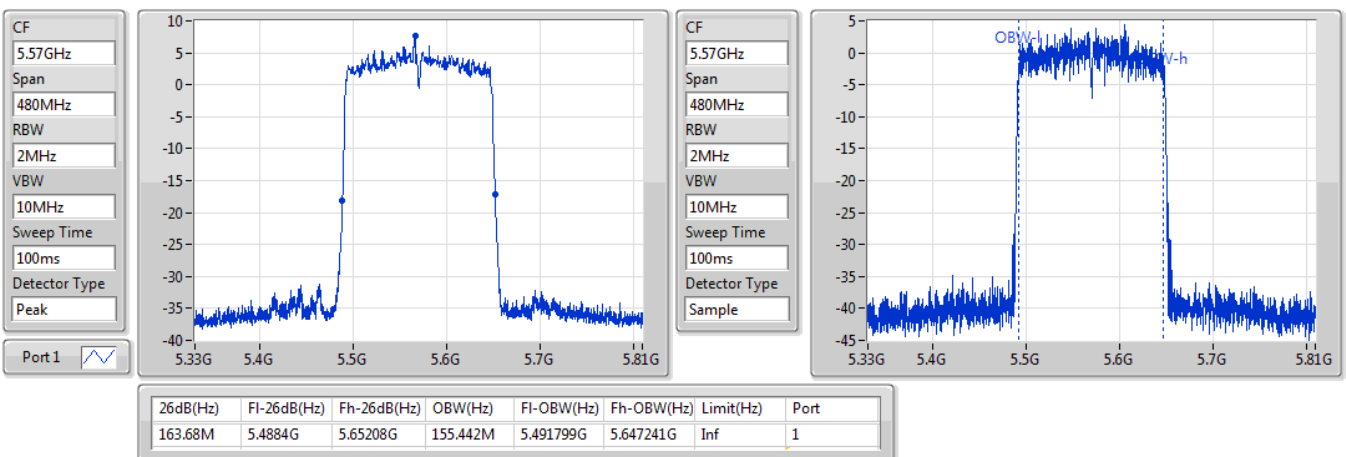 CF
5.57GHz
Span
480MHz
RBW
2MHz
VBW
10MHz
Sweep Time
100ms
Detector Type
Peak
Port 1
10
5
0
-5
-10
-15
-20
-25
-30
-35
-40
5.33G 5.4G 5.5G 5.6G 5.7G 5.81G
CF
5.57GHz
Span
480MHz
RBW
2MHz
VBW
10MHz
Sweep Time
100ms
Detector Type
Sample
5
0
-5
-10
-15
-20
-25
-30
-35
-40
-45
OBW-l
W-h
5.33G 5.4G 5.5G 5.6G 5.7G 5.81G
26dB(Hz) Fl-26dB(Hz) Fh-26dB(Hz) OBW(Hz) Fl-OBW(Hz) Fh-OBW(Hz) Limit(Hz) Port
163.68M 5.4884G 5.65208G 155.442M 5.491799G 5.647241G Inf 1